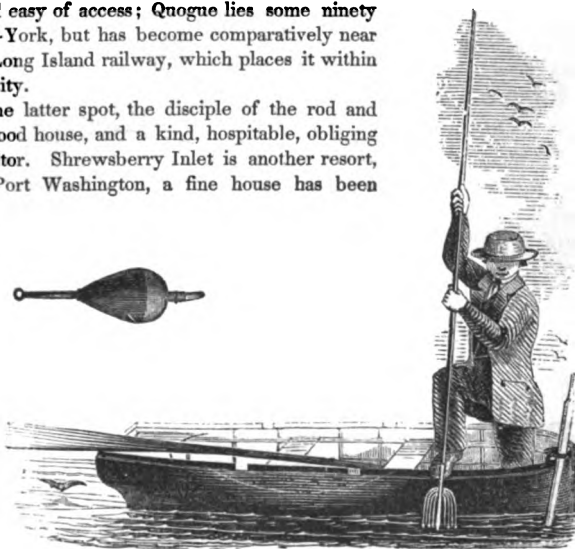 easy of access; Quogue lies some ninety
-York, but has become comparatively near
Long Island railway, which places it within
ity.
e latter spot, the disciple of the rod and
ood house, and a kind, hospitable, obliging
tor. Shrewsberry Inlet is another resort,
Port Washington, a fine house has been